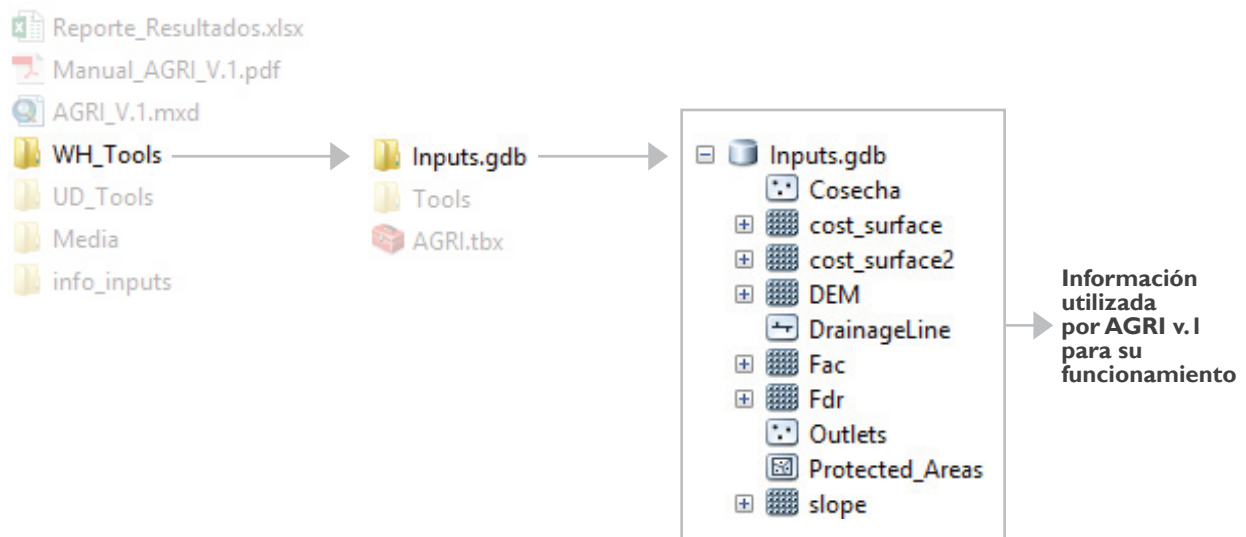 Reporte_Resultados.xlsx
Manual_AGRI_V.1.pdf
AGRI_V.1.mxd
WH_Tools
UD_Tools
Media
info_inputs
Inputs.gdb
Tools
AGRI.tbx
Inputs.gdb
Cosecha
cost_surface
cost_surface2
DEM
DrainageLine
Fac
Fdr
Outlets
Protected_Areas
slope
Información
utilizada
por AGRI v.1
para su
funcionamiento